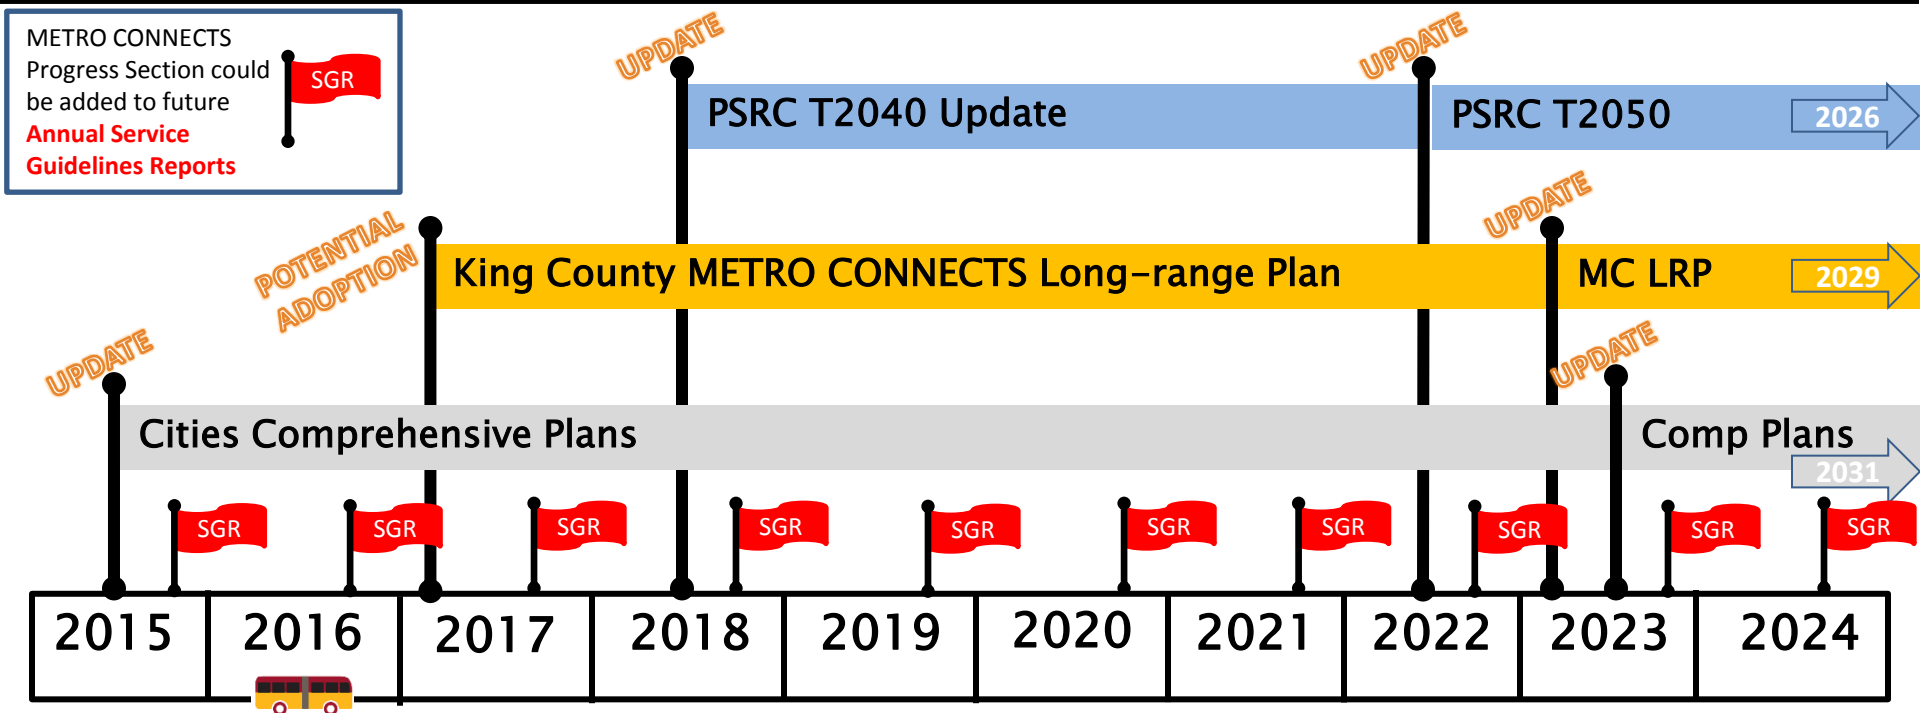 METRO CONNECTS
Progress Section could
be added to future
Annual Service
Guidelines Reports
SGR
UPDATE
UPDATE
PSRC T2040 Update
PSRC T2050
2026
POTENTIAL
ADOPTION
UPDATE
King County METRO CONNECTS Long-range Plan
MC LRP
2029
UPDATE
UPDATE
Cities Comprehensive Plans
Comp Plans
2031
SGR
SGR
SGR
SGR
SGR
SGR
SGR
SGR
SGR
SGR
2015
2016
2017
2018
2019
2020
2021
2022
2023
2024